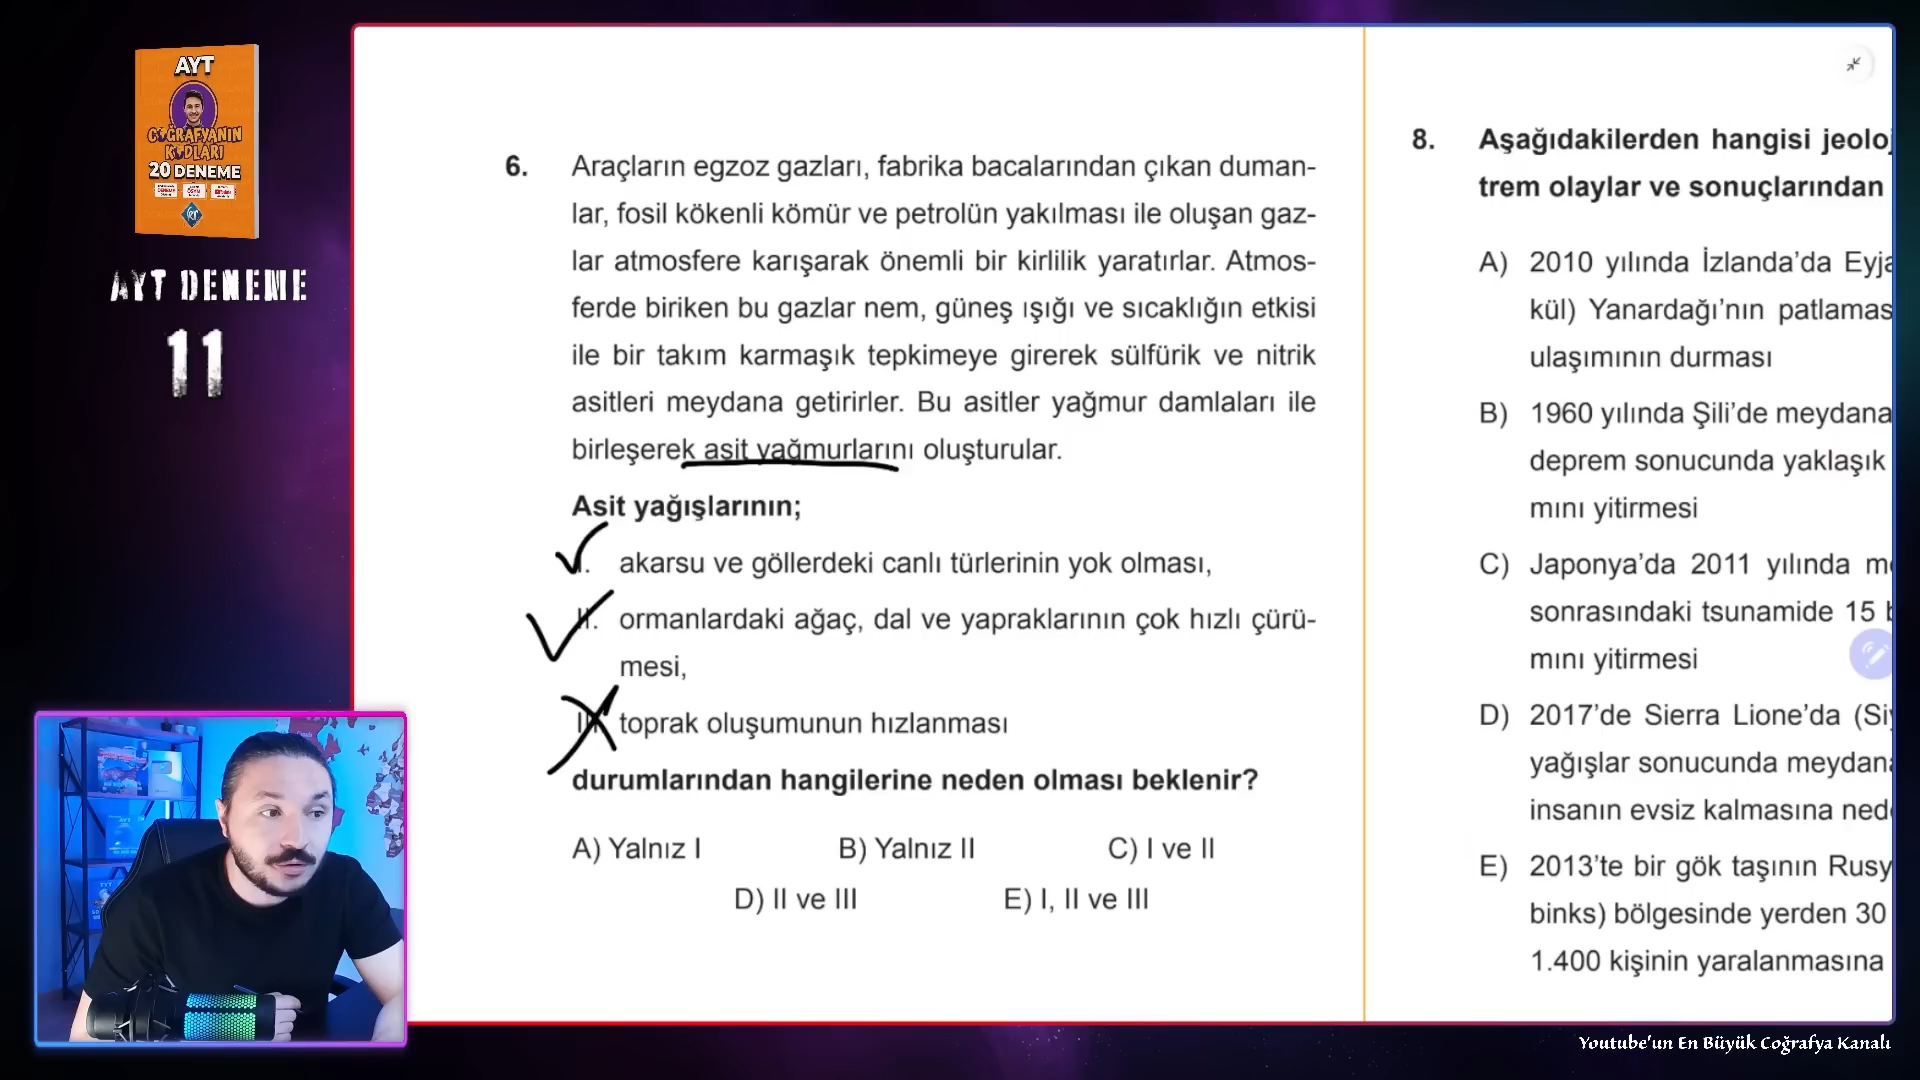 AYT
COĞRAFYANIN
KODLARI
20 DENEME
AYT DENEME
11
6. Araçların egzoz gazları, fabrika bacalarından çıkan duman-
lar, fosil kökenli kömür ve petrolün yakılması ile oluşan gaz-
lar atmosfere karışarak önemli bir kirlilik yaratırlar. Atmos-
ferde biriken bu gazlar nem, güneş ışığı ve sıcaklığın etkisi
ile bir takım karmaşık tepkimeye girerek sülfürik ve nitrik
asitleri meydana getirirler. Bu asitler yağmur damlaları ile
birleşerek asit yağmurlarını oluşturular.
Asit yağışlarının;
I. akarsu ve göllerdeki canlı türlerinin yok olması,
II. ormanlardaki ağaç, dal ve yapraklarının çok hızlı çürü-
mesi,
III. toprak oluşumunun hızlanması
durumlarından hangilerine neden olması beklenir?
A) Yalnız I B) Yalnız II C) I ve II
D) II ve III E) I, II ve III
8. Aşağıdakilerden hangisi jeoloj
trem olaylar ve sonuçlarından
A) 2010 yılında İzlanda’da Eyja
kül) Yanardağı’nın patlamas
ulaşımının durması
B) 1960 yılında Şili’de meydana
deprem sonucunda yaklaşık
mını yitirmesi
C) Japonya’da 2011 yılında me
sonrasındaki tsunamide 15 b
mını yitirmesi
D) 2017’de Sierra Lione’da (Siy
yağışlar sonucunda meydana
insanın evsiz kalmasına nede
E) 2013’te bir gök taşının Rusy
binks) bölgesinde yerden 30
1.400 kişinin yaralanmasına
Youtube'un En Büyük Coğrafya Kanalı